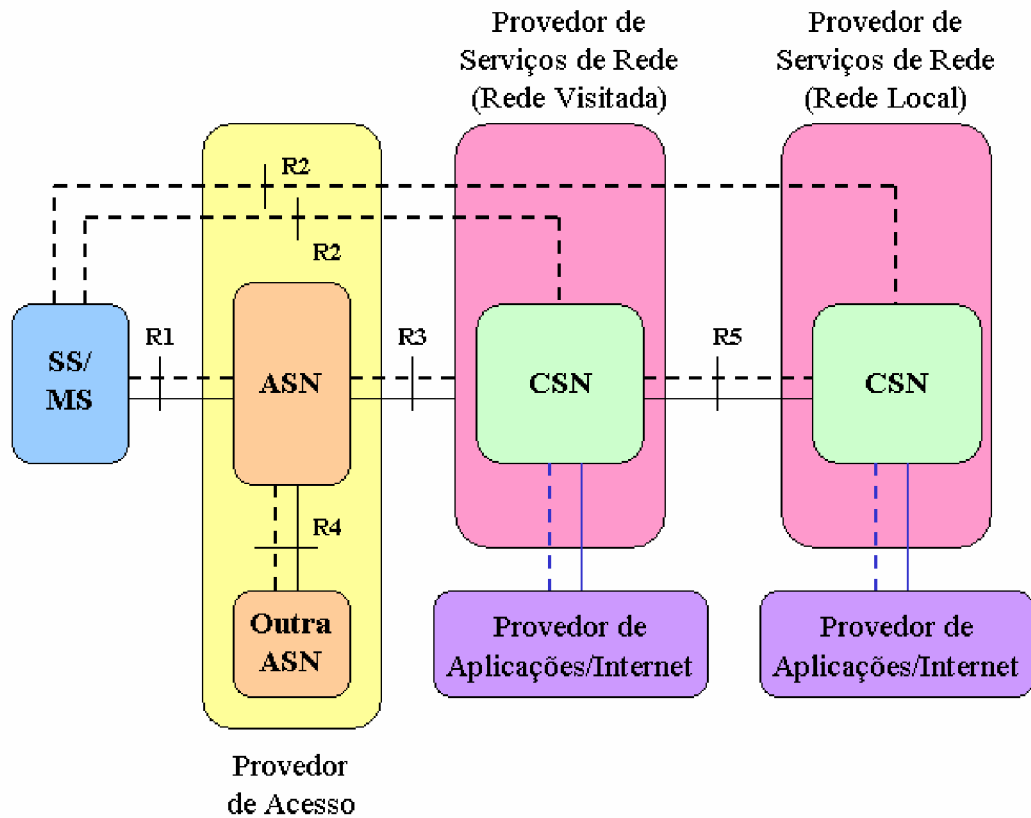 Provedor de
Serviços de Rede
(Rede Visitada)
Provedor de
Serviços de Rede
(Rede Local)
R2
R2
SS/
MS
R1
ASN
R3
CSN
R5
CSN
R4
Outra
ASN
Provedor de
Aplicações/Internet
Provedor de
Aplicações/Internet
Provedor
de Acesso